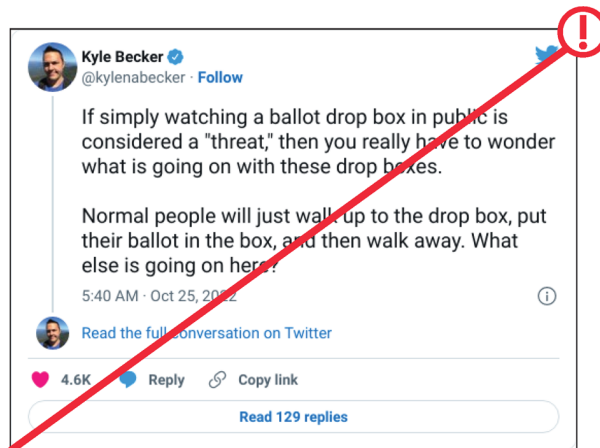 Kyle Becker
@kylenabecker · Follow
If simply watching a ballot drop box in public is
considered a "threat," then you really have to wonder
what is going on with these drop boxes.
Normal people will just walk up to the drop box, put
their ballot in the box, and then walk away. What
else is going on here?
5:40 AM · Oct 25, 2022
Read the full conversation on Twitter
4.6K Reply Copy link
Read 129 replies